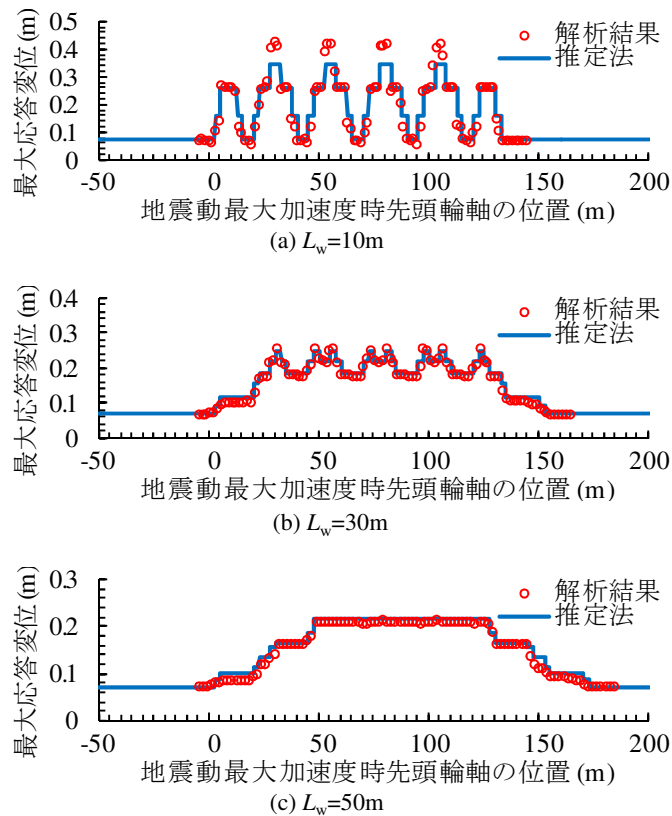 最大応答変位 (m)
0.5
0.4
0.3
0.2
0.1
0
解析結果
推定法
-50 0 50 100 150 200
地震動最大加速度時先頭輪軸の位置 (m)
(a) Lw=10m
最大応答変位 (m)
0.4
0.3
0.2
0.1
0
解析結果
推定法
-50 0 50 100 150 200
地震動最大加速度時先頭輪軸の位置 (m)
(b) Lw=30m
最大応答変位 (m)
0.3
0.2
0.1
0
解析結果
推定法
-50 0 50 100 150 200
地震動最大加速度時先頭輪軸の位置 (m)
(c) Lw=50m